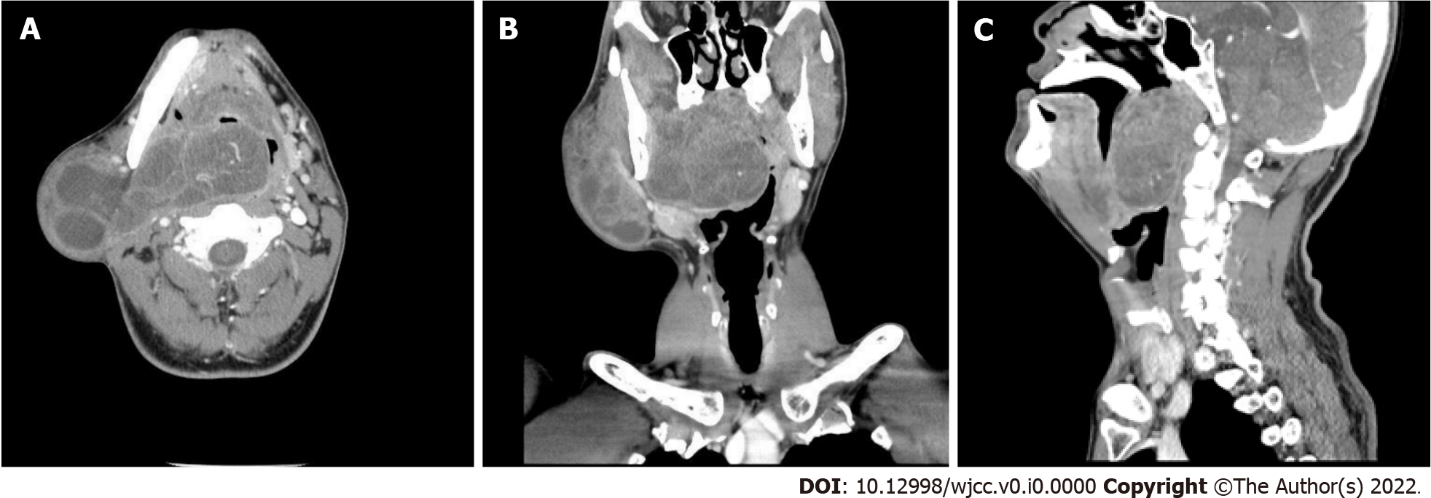 A
B
C
DOI: 10.12998/wjcc.v0.i0.0000 Copyright ©The Author(s) 2022.